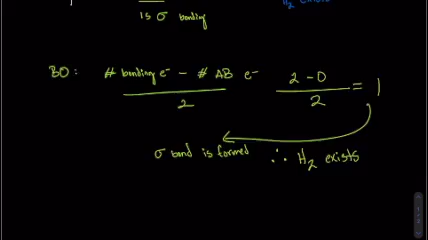 is σ bonding
BO: # bonding e⁻ - # AB e⁻ / 2 2 - 0 / 2 = 1
σ bond is formed ∴ H₂ exists